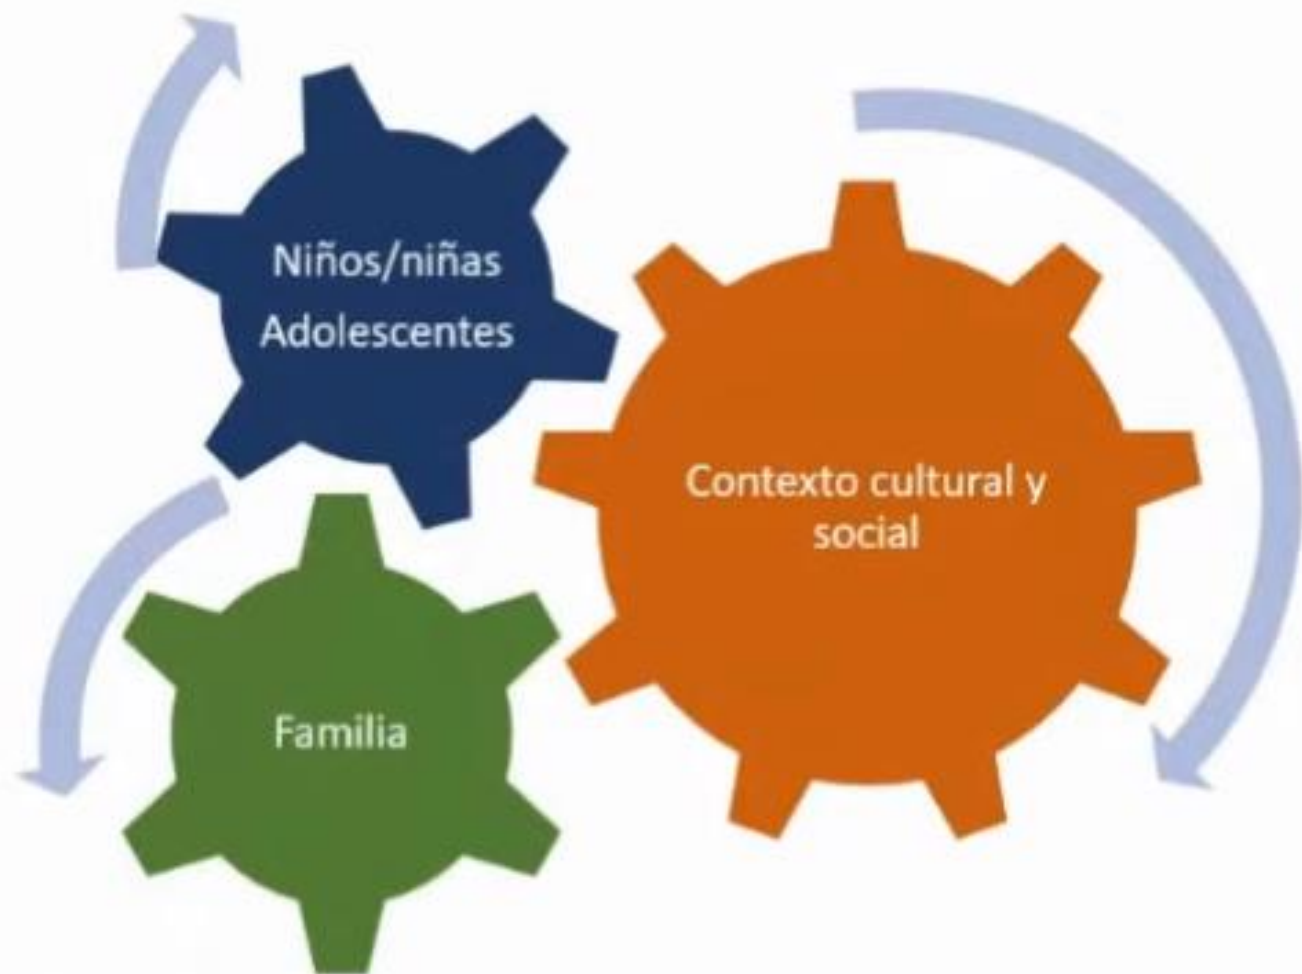 Niños/niñas
Adolescentes
Contexto cultural y
social
Familia